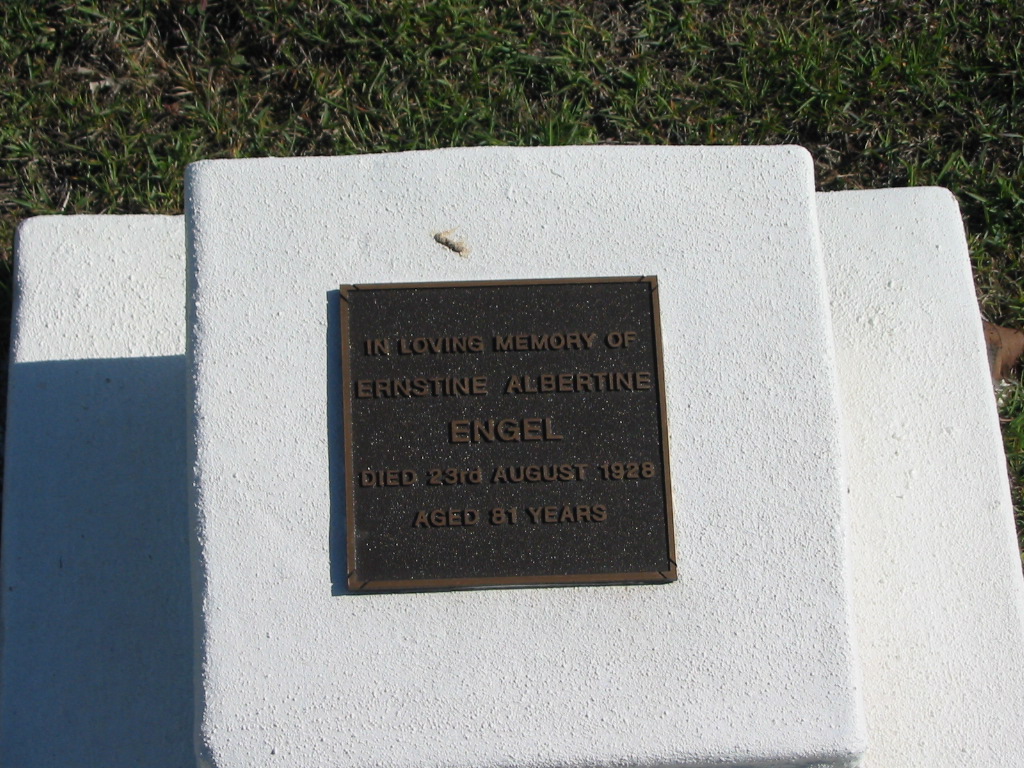 IN LOVING MEMORY OF
ERNSTINE ALBERTINE
ENGEL
DIED 23rd AUGUST 1928
AGED 81 YEARS